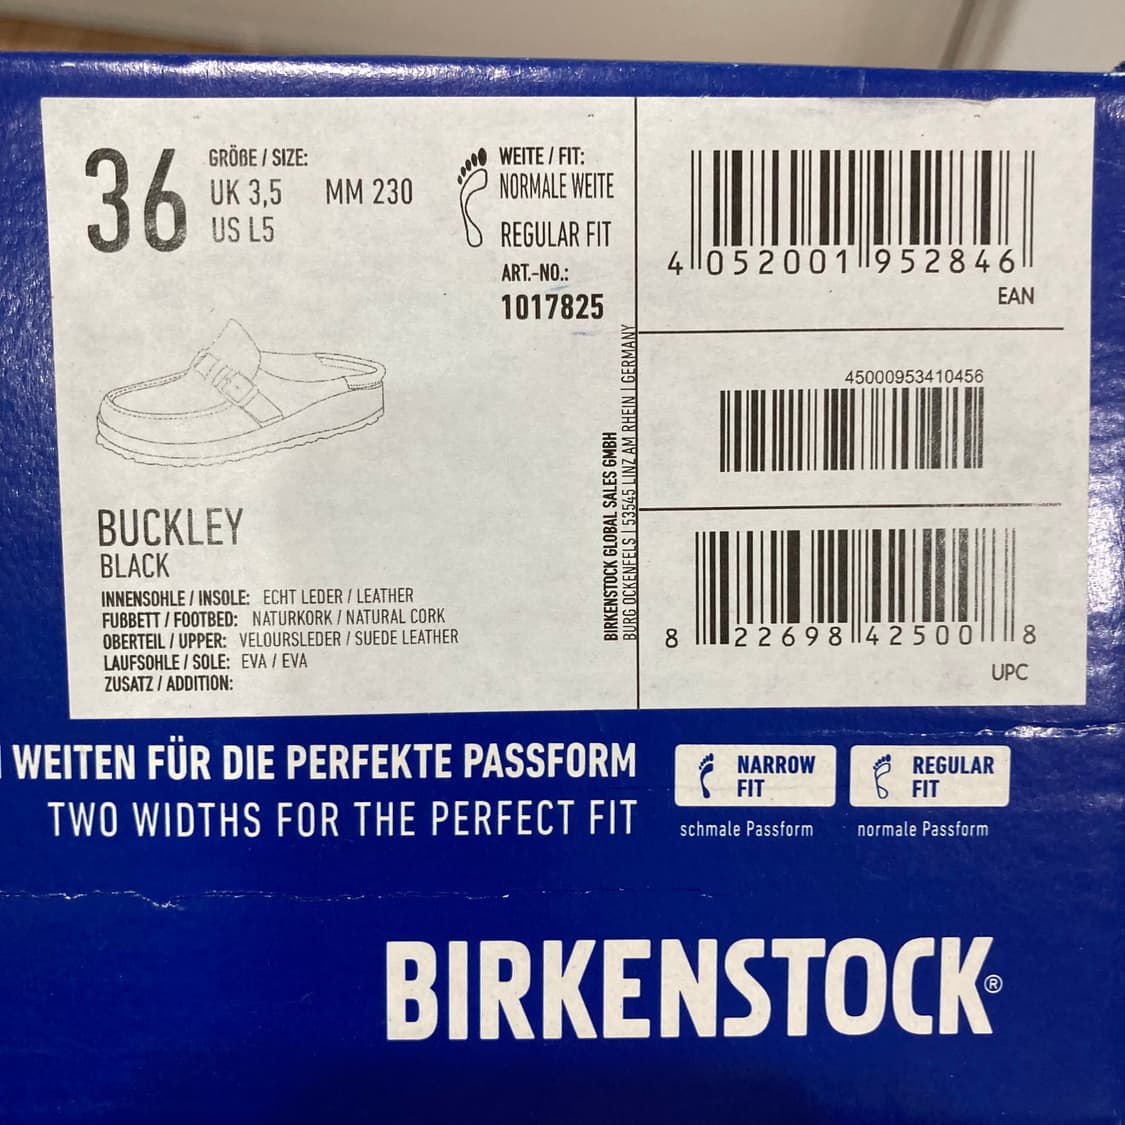 36
GRÖßE / SIZE:
UK 3,5 MM 230
US L5
WEITE / FIT:
NORMALE WEITE
REGULAR FIT
ART.-NO.:
1017825
BUCKLEY
BLACK
INNENSOHLE / INSOLE: ECHT LEDER / LEATHER
FUßBETT / FOOTBED: NATURKORK / NATURAL CORK
OBERTEIL / UPPER: VELOURSLEDER / SUEDE LEATHER
LAUFSOHLE / SOLE: EVA / EVA
ZUSATZ / ADDITION:
BIRKENSTOCK GLOBAL SALES GMBH
BURG OCKENFELS | 53545 LINZ AM RHEIN | GERMANY
4 052001 952846
EAN
45000953410456
8 22698 42500 8
UPC
WEITEN FÜR DIE PERFEKTE PASSFORM
TWO WIDTHS FOR THE PERFECT FIT
NARROW
FIT
schmale Passform
REGULAR
FIT
normale Passform
BIRKENSTOCK®